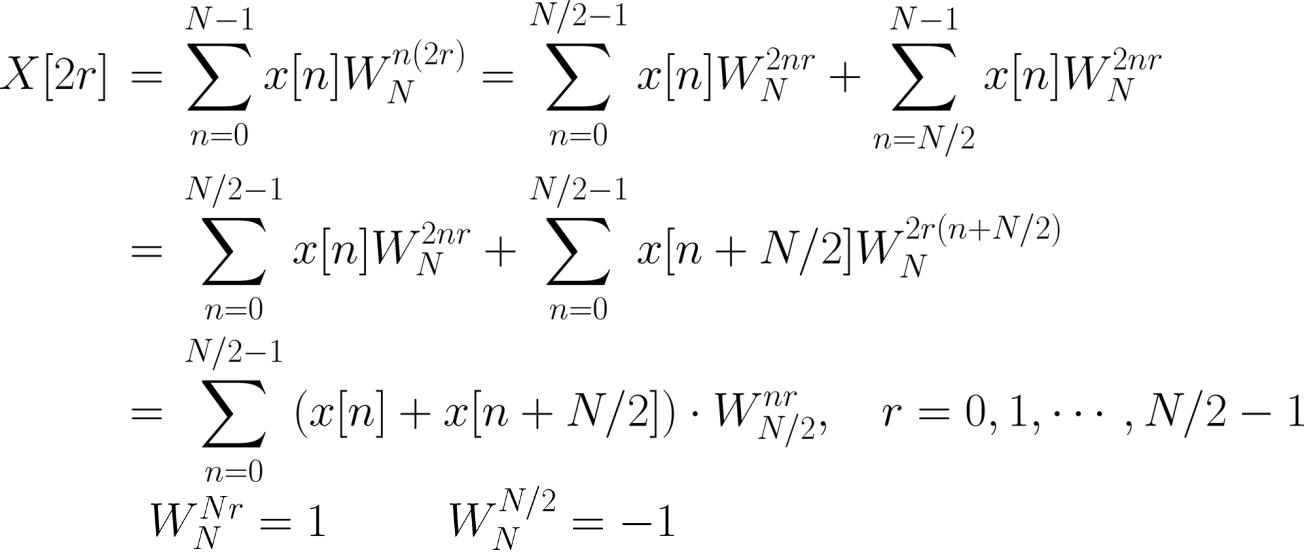 X[2r] = \sum_{n=0}^{N-1} x[n]W_N^{n(2r)} = \sum_{n=0}^{N/2-1} x[n]W_N^{2nr} + \sum_{n=N/2}^{N-1} x[n]W_N^{2nr}
= \sum_{n=0}^{N/2-1} x[n]W_N^{2nr} + \sum_{n=0}^{N/2-1} x[n + N/2]W_N^{2r(n+N/2)}
= \sum_{n=0}^{N/2-1} (x[n] + x[n + N/2]) \cdot W_{N/2}^{nr}, \quad r = 0, 1, \cdots, N/2 - 1
W_N^{Nr} = 1 \qquad W_N^{N/2} = -1